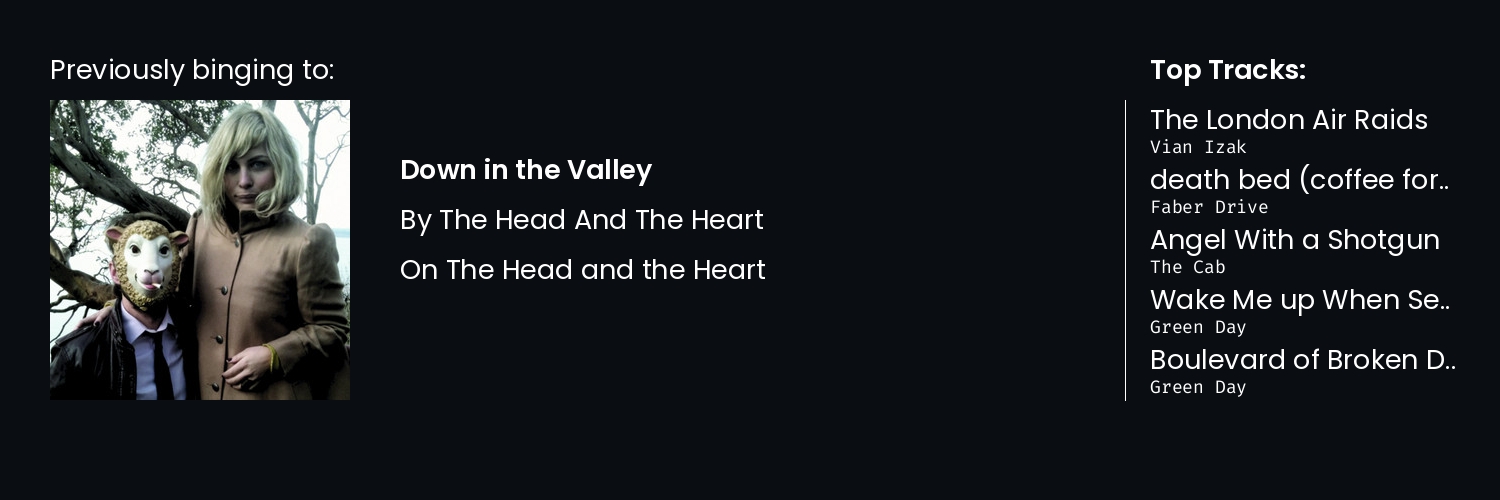 Previously binging to:
Down in the Valley
By The Head And The Heart
On The Head and the Heart
Top Tracks:
The London Air Raids
Vian Izak
death bed (coffee for..
Faber Drive
Angel With a Shotgun
The Cab
Wake Me up When Se..
Green Day
Boulevard of Broken D..
Green Day